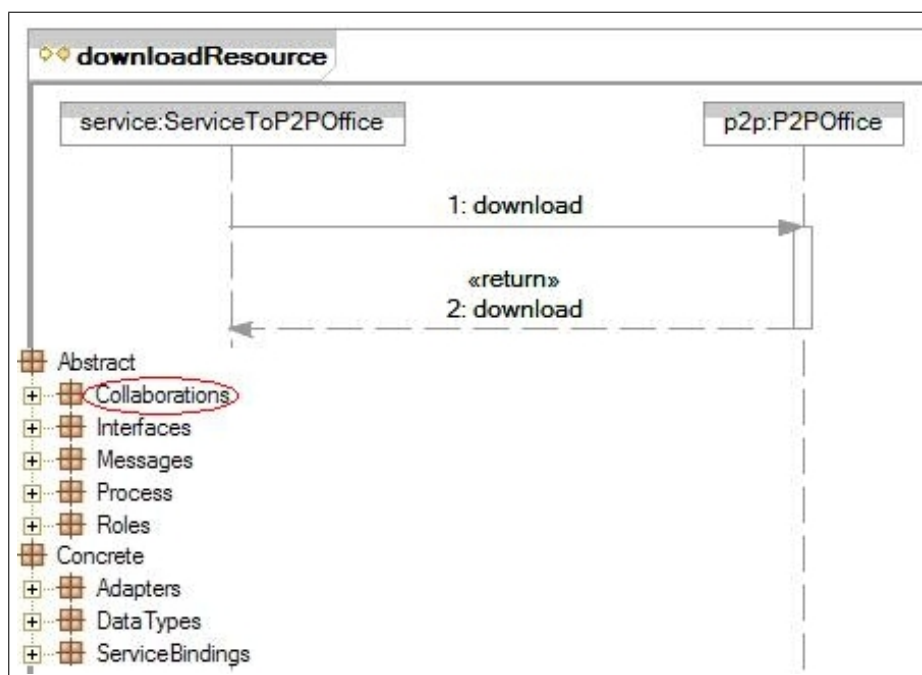 downloadResource
service:ServiceToP2POffice
p2p:P2POffice
1: download
«return»
2: download
Abstract
Collaborations
Interfaces
Messages
Process
Roles
Concrete
Adapters
DataTypes
ServiceBindings